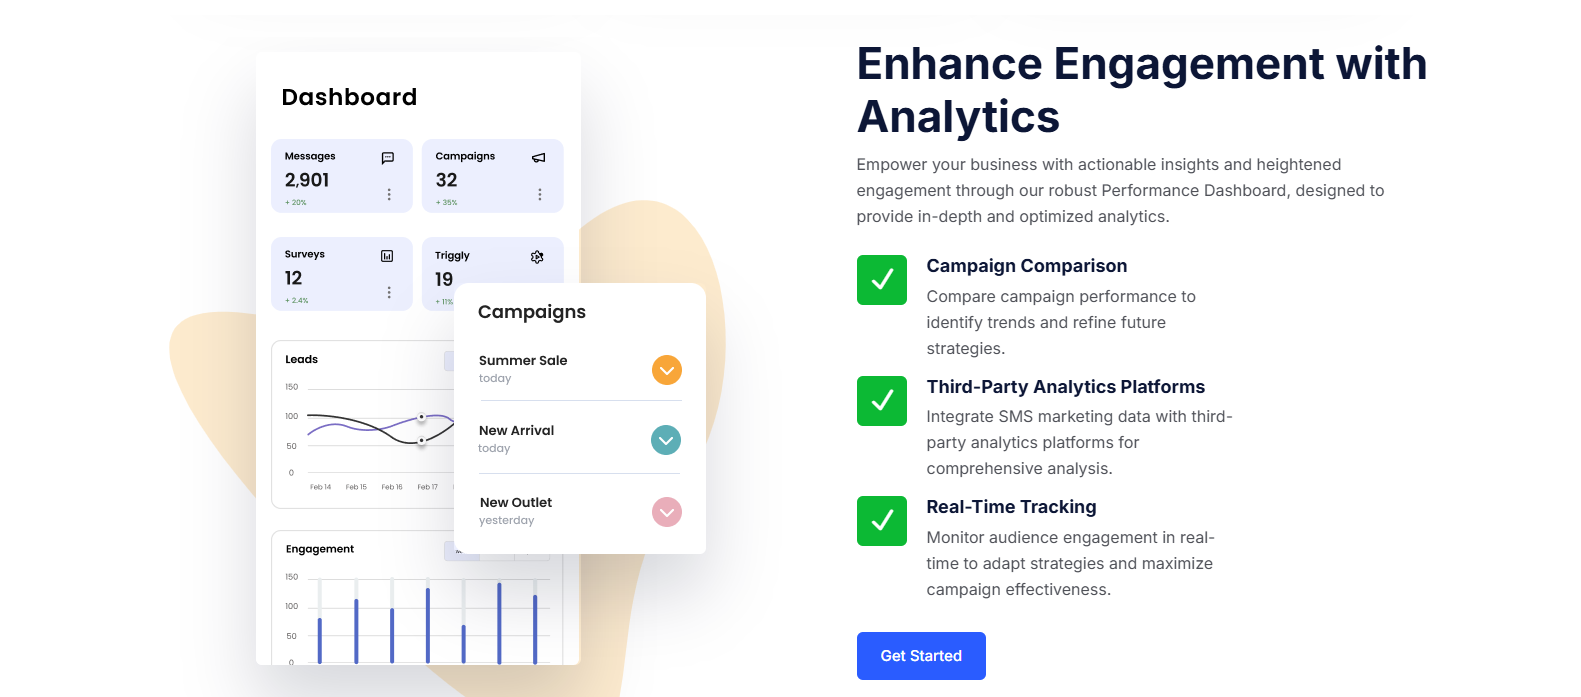 Dashboard
Messages
2,901
+ 20%
Campaigns
32
+ 35%
Surveys
12
+ 2.4%
Triggly
19
+ 11%
Leads
150
100
50
0
Feb 14 Feb 15 Feb 16 Feb 17
Engagement
150
100
50
0
Campaigns
Summer Sale
today
New Arrival
today
New Outlet
yesterday
Enhance Engagement with
Analytics
Empower your business with actionable insights and heightened
engagement through our robust Performance Dashboard, designed to
provide in-depth and optimized analytics.
Campaign Comparison
Compare campaign performance to
identify trends and refine future
strategies.
Third-Party Analytics Platforms
Integrate SMS marketing data with third-
party analytics platforms for
comprehensive analysis.
Real-Time Tracking
Monitor audience engagement in real-
time to adapt strategies and maximize
campaign effectiveness.
Get Started